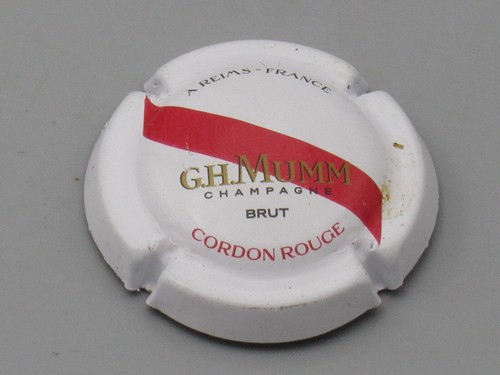 A REIMS - FRANCE
G.H.MUMM
CHAMPAGNE
BRUT
CORDON ROUGE